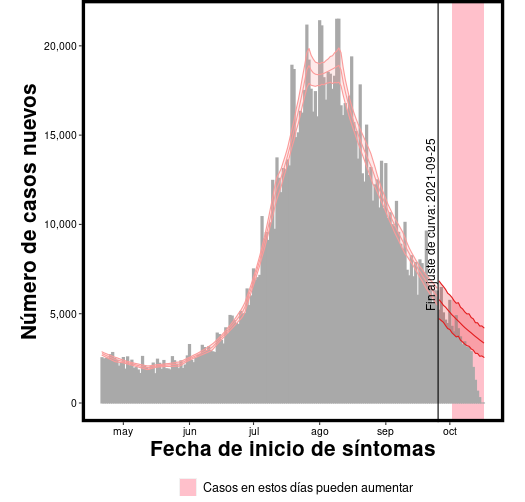 Número de casos nuevos
20,000
15,000
10,000
5,000
0
Fin ajuste de curva: 2021-09-25
may jun jul ago sep oct
Fecha de inicio de síntomas
Casos en estos días pueden aumentar